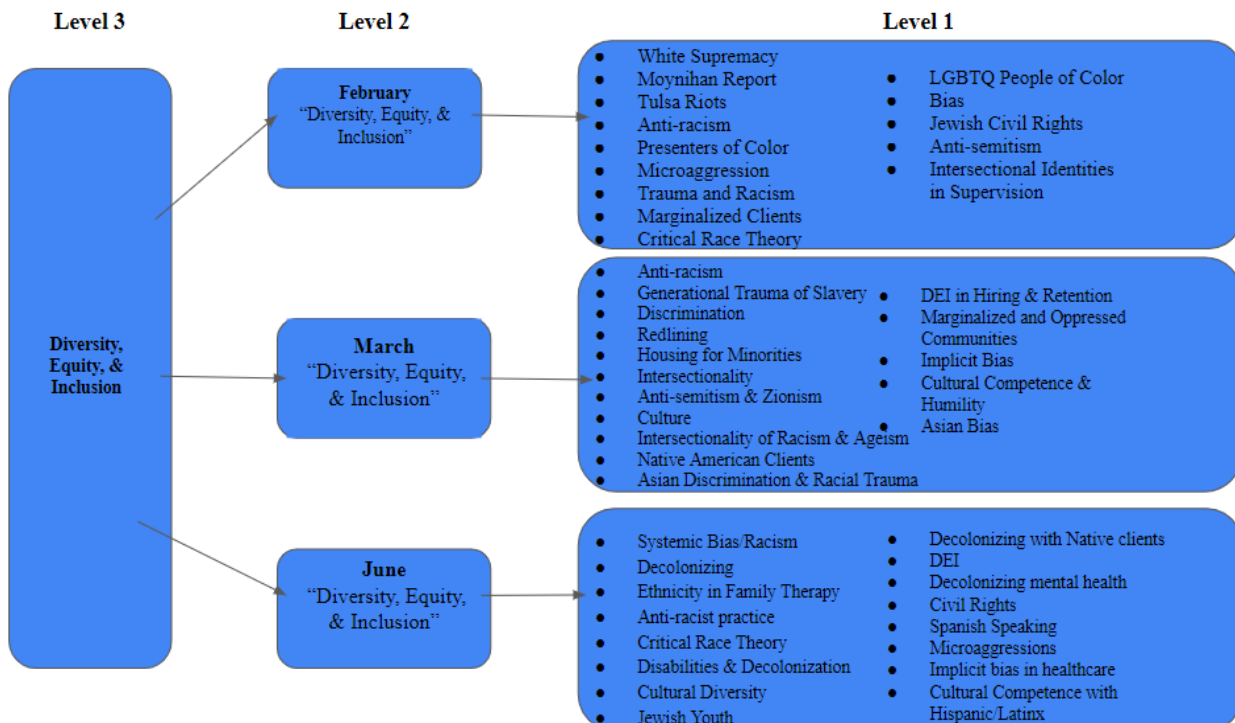 Level 3
Level 2
Level 1
Diversity,
Equity, &
Inclusion
February
“Diversity, Equity, &
Inclusion”
White Supremacy
Moynihan Report
Tulsa Riots
Anti-racism
Presenters of Color
Microaggression
Trauma and Racism
Marginalized Clients
Critical Race Theory
LGBTQ People of Color
Bias
Jewish Civil Rights
Anti-semitism
Intersectional Identities
in Supervision
March
“Diversity, Equity,
& Inclusion”
Anti-racism
Generational Trauma of Slavery
Discrimination
Redlining
Housing for Minorities
Intersectionality
Anti-semitism & Zionism
Culture
Intersectionality of Racism & Ageism
Native American Clients
Asian Discrimination & Racial Trauma
DEI in Hiring & Retention
Marginalized and Oppressed
Communities
Implicit Bias
Cultural Competence &
Humility
Asian Bias
June
“Diversity, Equity,
& Inclusion”
Systemic Bias/Racism
Decolonizing
Ethnicity in Family Therapy
Anti-racist practice
Critical Race Theory
Disabilities & Decolonization
Cultural Diversity
Jewish Youth
Decolonizing with Native clients
DEI
Decolonizing mental health
Civil Rights
Spanish Speaking
Microaggressions
Implicit bias in healthcare
Cultural Competence with
Hispanic/Latinx